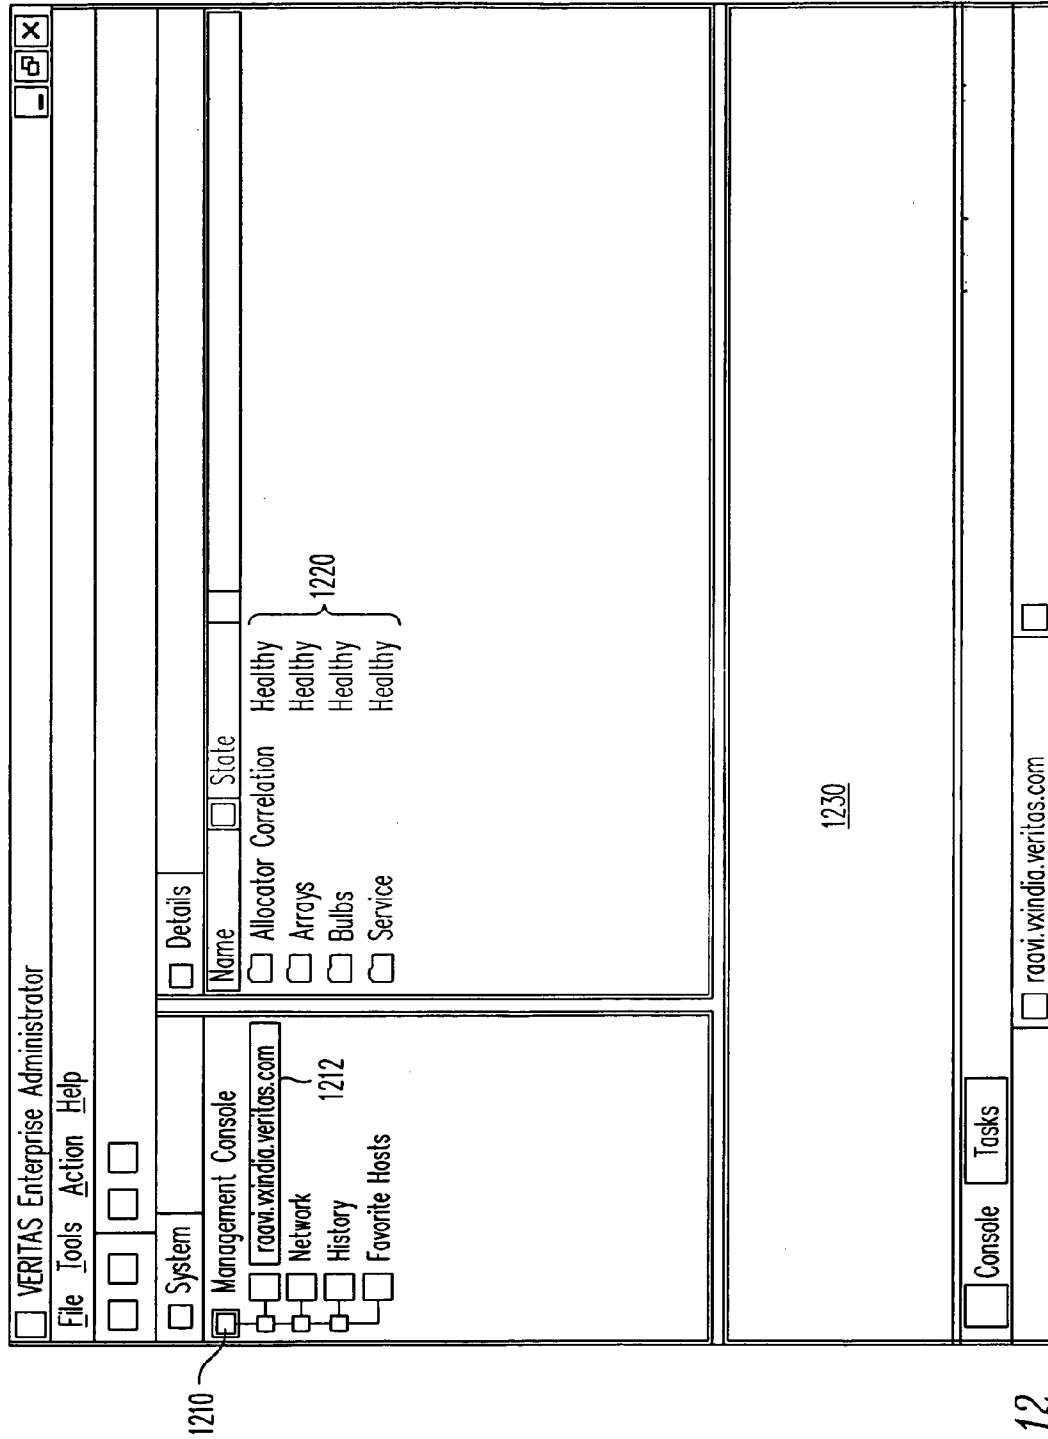 VERITAS Enterprise Administrator
File Tools Action Help
System
Details
Management Console
raavi.vxindia.veritas.com
Network
History
Favorite Hosts
1210
1212
Name State
Allocator Correlation Healthy
Arrays Healthy
Bulbs Healthy
Service Healthy
1220
1230
Console Tasks
raavi.vxindia.veritas.com
12